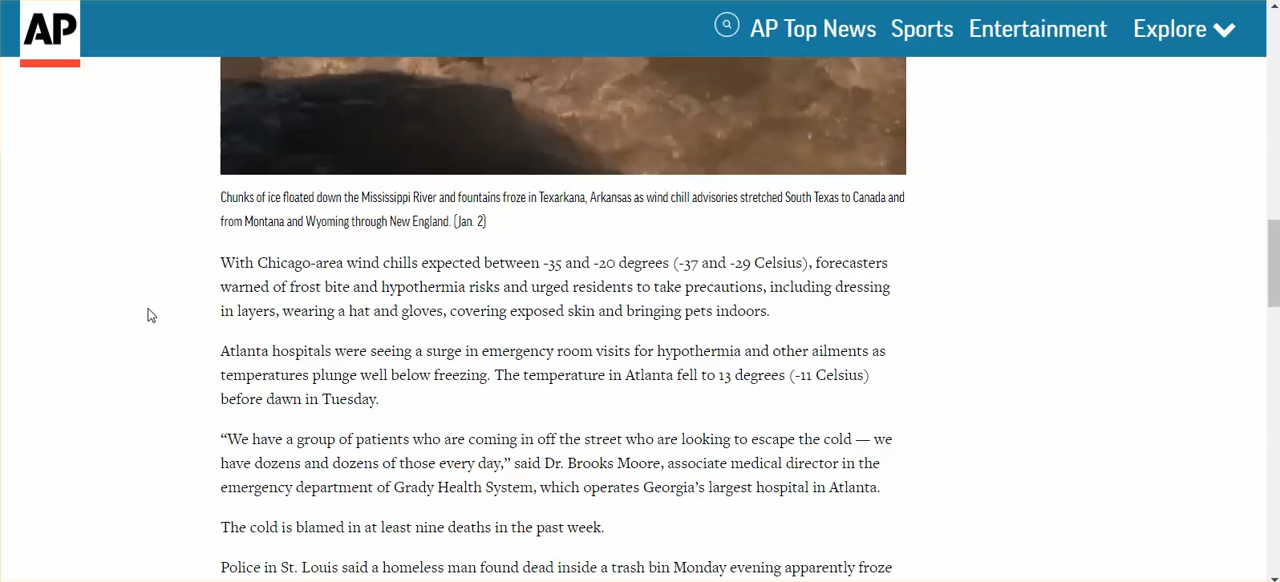 AP
AP Top News
Sports
Entertainment
Explore
Chunks of ice floated down the Mississippi River and fountains froze in Texarkana, Arkansas as wind chill advisories stretched South Texas to Canada and
from Montana and Wyoming through New England. (Jan. 2)
With Chicago-area wind chills expected between -35 and -20 degrees (-37 and -29 Celsius), forecasters
warned of frost bite and hypothermia risks and urged residents to take precautions, including dressing
in layers, wearing a hat and gloves, covering exposed skin and bringing pets indoors.
Atlanta hospitals were seeing a surge in emergency room visits for hypothermia and other ailments as
temperatures plunge well below freezing. The temperature in Atlanta fell to 13 degrees (-11 Celsius)
before dawn in Tuesday.
“We have a group of patients who are coming in off the street who are looking to escape the cold — we
have dozens and dozens of those every day,” said Dr. Brooks Moore, associate medical director in the
emergency department of Grady Health System, which operates Georgia’s largest hospital in Atlanta.
The cold is blamed in at least nine deaths in the past week.
Police in St. Louis said a homeless man found dead inside a trash bin Monday evening apparently froze